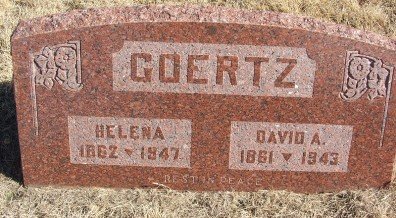 GOERTZ
HELENA
1862 ▾ 1947
DAVID A.
1861 ▾ 1943
REST IN PEACE